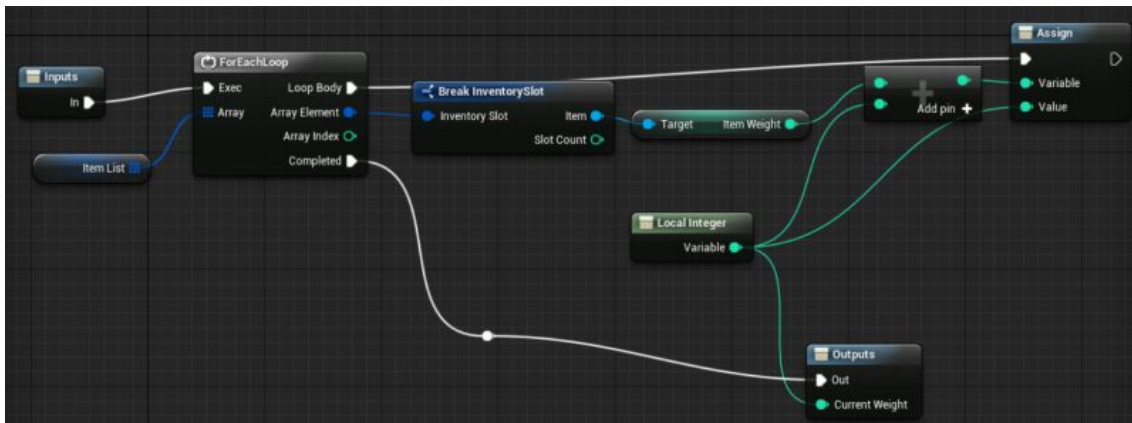 Inputs
In
Item List
ForEachLoop
Exec
Loop Body
Array
Array Element
Array Index
Completed
Break InventorySlot
Inventory Slot
Item
Slot Count
Target
Item Weight
Add pin +
Assign
Variable
Value
Local Integer
Variable
Outputs
Out
Current Weight